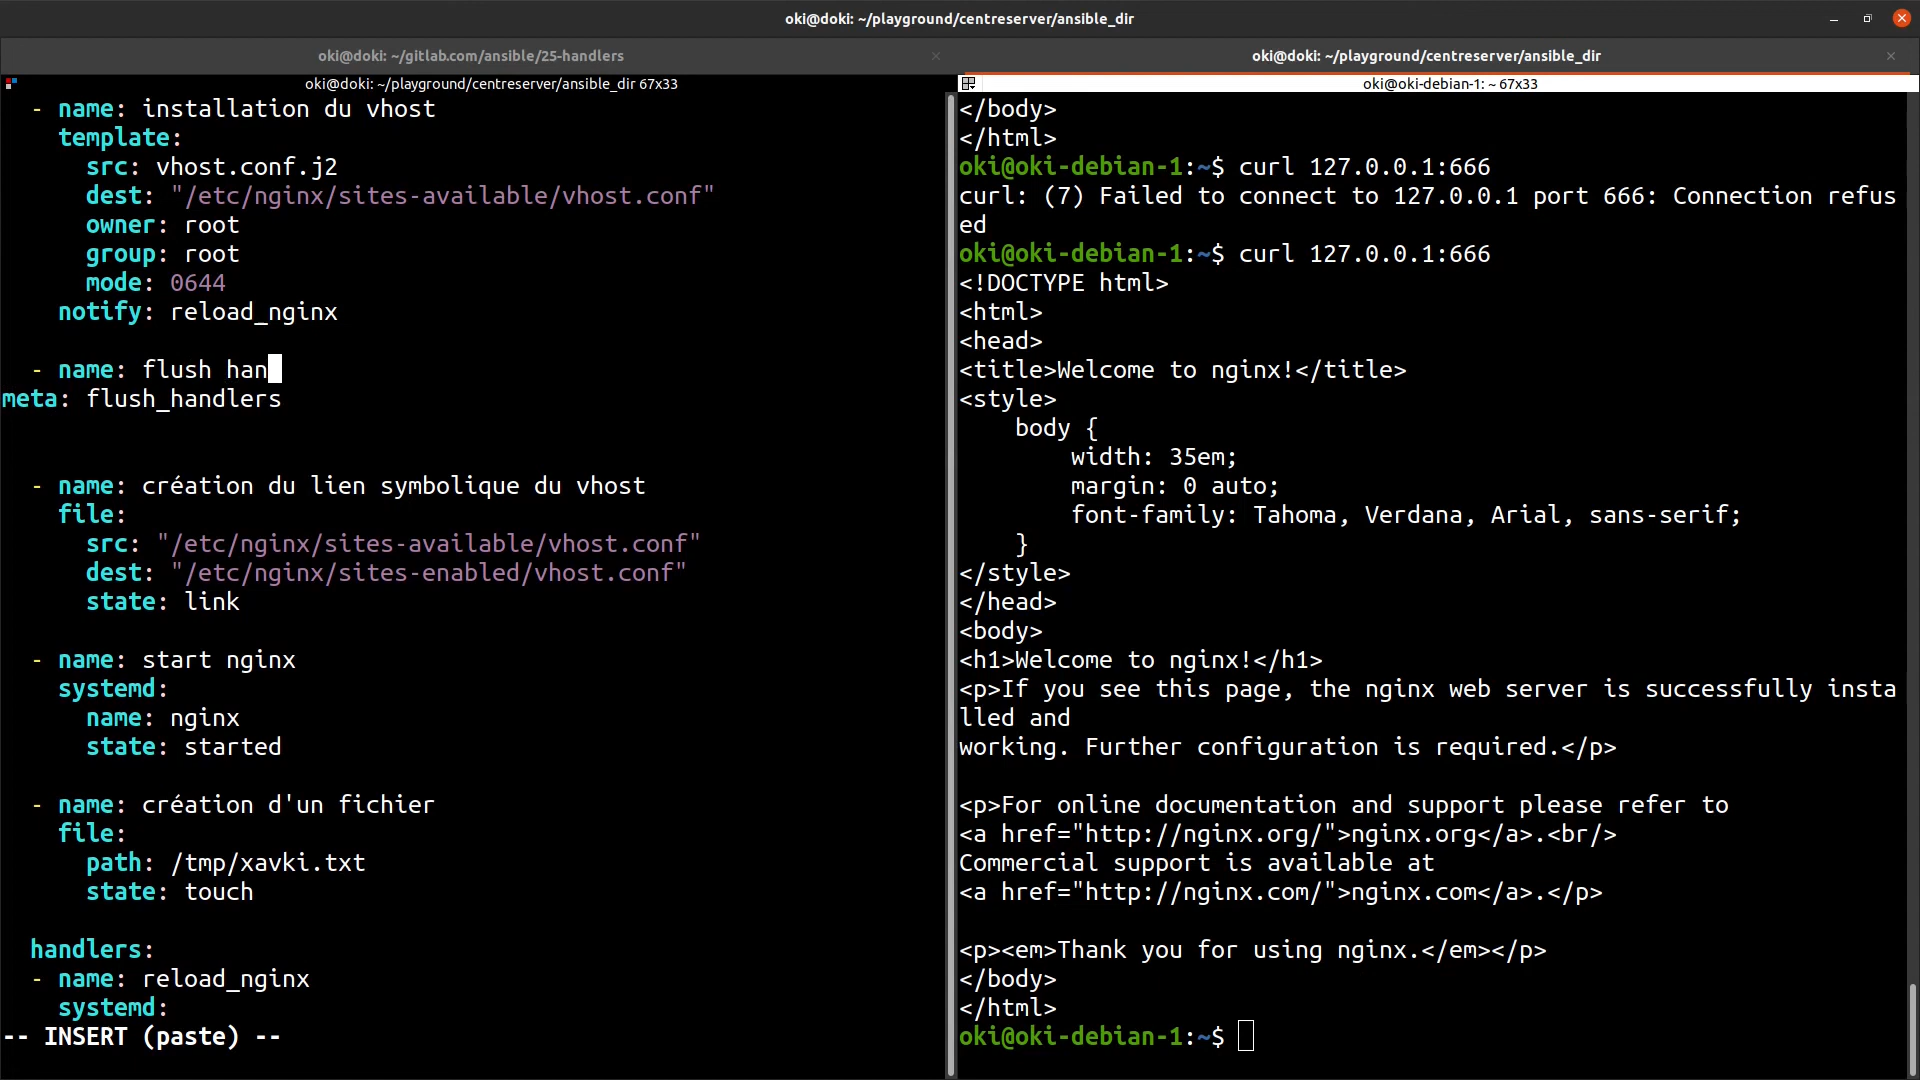 oki@doki: ~/playground/centreserver/ansible_dir
oki@doki: ~/gitlab.com/ansible/25-handlers
oki@doki: ~/playground/centreserver/ansible_dir
oki@doki: ~/playground/centreserver/ansible_dir 67x33
  - name: installation du vhost
    template:
      src: vhost.conf.j2
      dest: "/etc/nginx/sites-available/vhost.conf"
      owner: root
      group: root
      mode: 0644
    notify: reload_nginx
  - name: flush han
meta: flush_handlers
  - name: création du lien symbolique du vhost
    file:
      src: "/etc/nginx/sites-available/vhost.conf"
      dest: "/etc/nginx/sites-enabled/vhost.conf"
      state: link
  - name: start nginx
    systemd:
      name: nginx
      state: started
  - name: création d'un fichier
    file:
      path: /tmp/xavki.txt
      state: touch
  handlers:
  - name: reload_nginx
    systemd:
-- INSERT (paste) --
oki@oki-debian-1: ~ 67x33
</body>
</html>
oki@oki-debian-1:~$ curl 127.0.0.1:666
curl: (7) Failed to connect to 127.0.0.1 port 666: Connection refus
ed
oki@oki-debian-1:~$ curl 127.0.0.1:666
<!DOCTYPE html>
<html>
<head>
<title>Welcome to nginx!</title>
<style>
    body {
        width: 35em;
        margin: 0 auto;
        font-family: Tahoma, Verdana, Arial, sans-serif;
    }
</style>
</head>
<body>
<h1>Welcome to nginx!</h1>
<p>If you see this page, the nginx web server is successfully insta
lled and
working. Further configuration is required.</p>
<p>For online documentation and support please refer to
<a href="http://nginx.org/">nginx.org</a>.<br/>
Commercial support is available at
<a href="http://nginx.com/">nginx.com</a>.</p>
<p><em>Thank you for using nginx.</em></p>
</body>
</html>
oki@oki-debian-1:~$